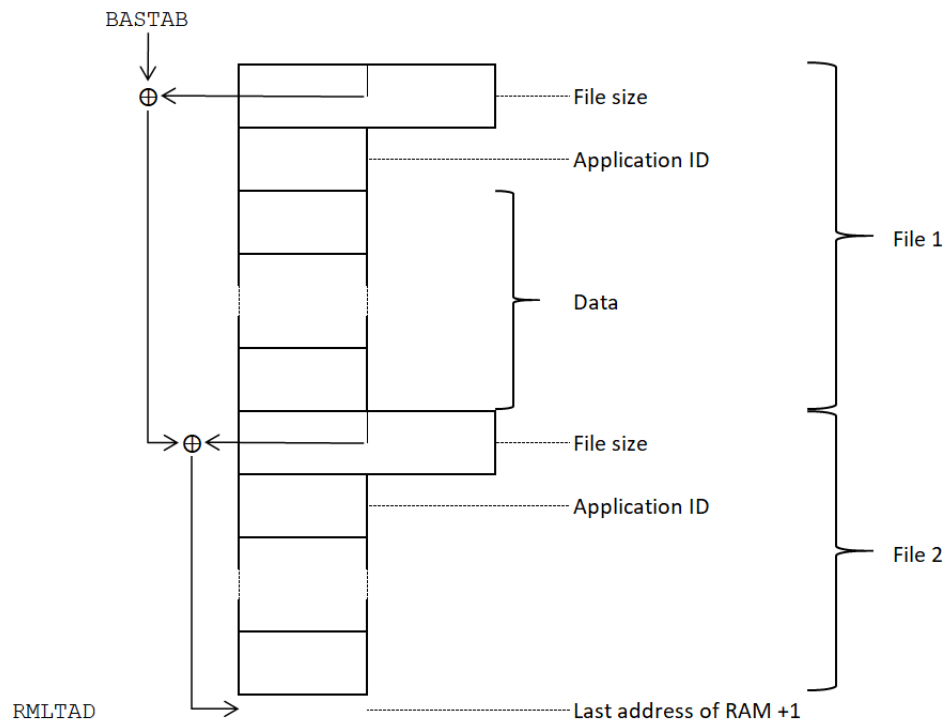 BASTAB
File size
Application ID
File 1
Data
File size
Application ID
File 2
RMLTAD
Last address of RAM +1